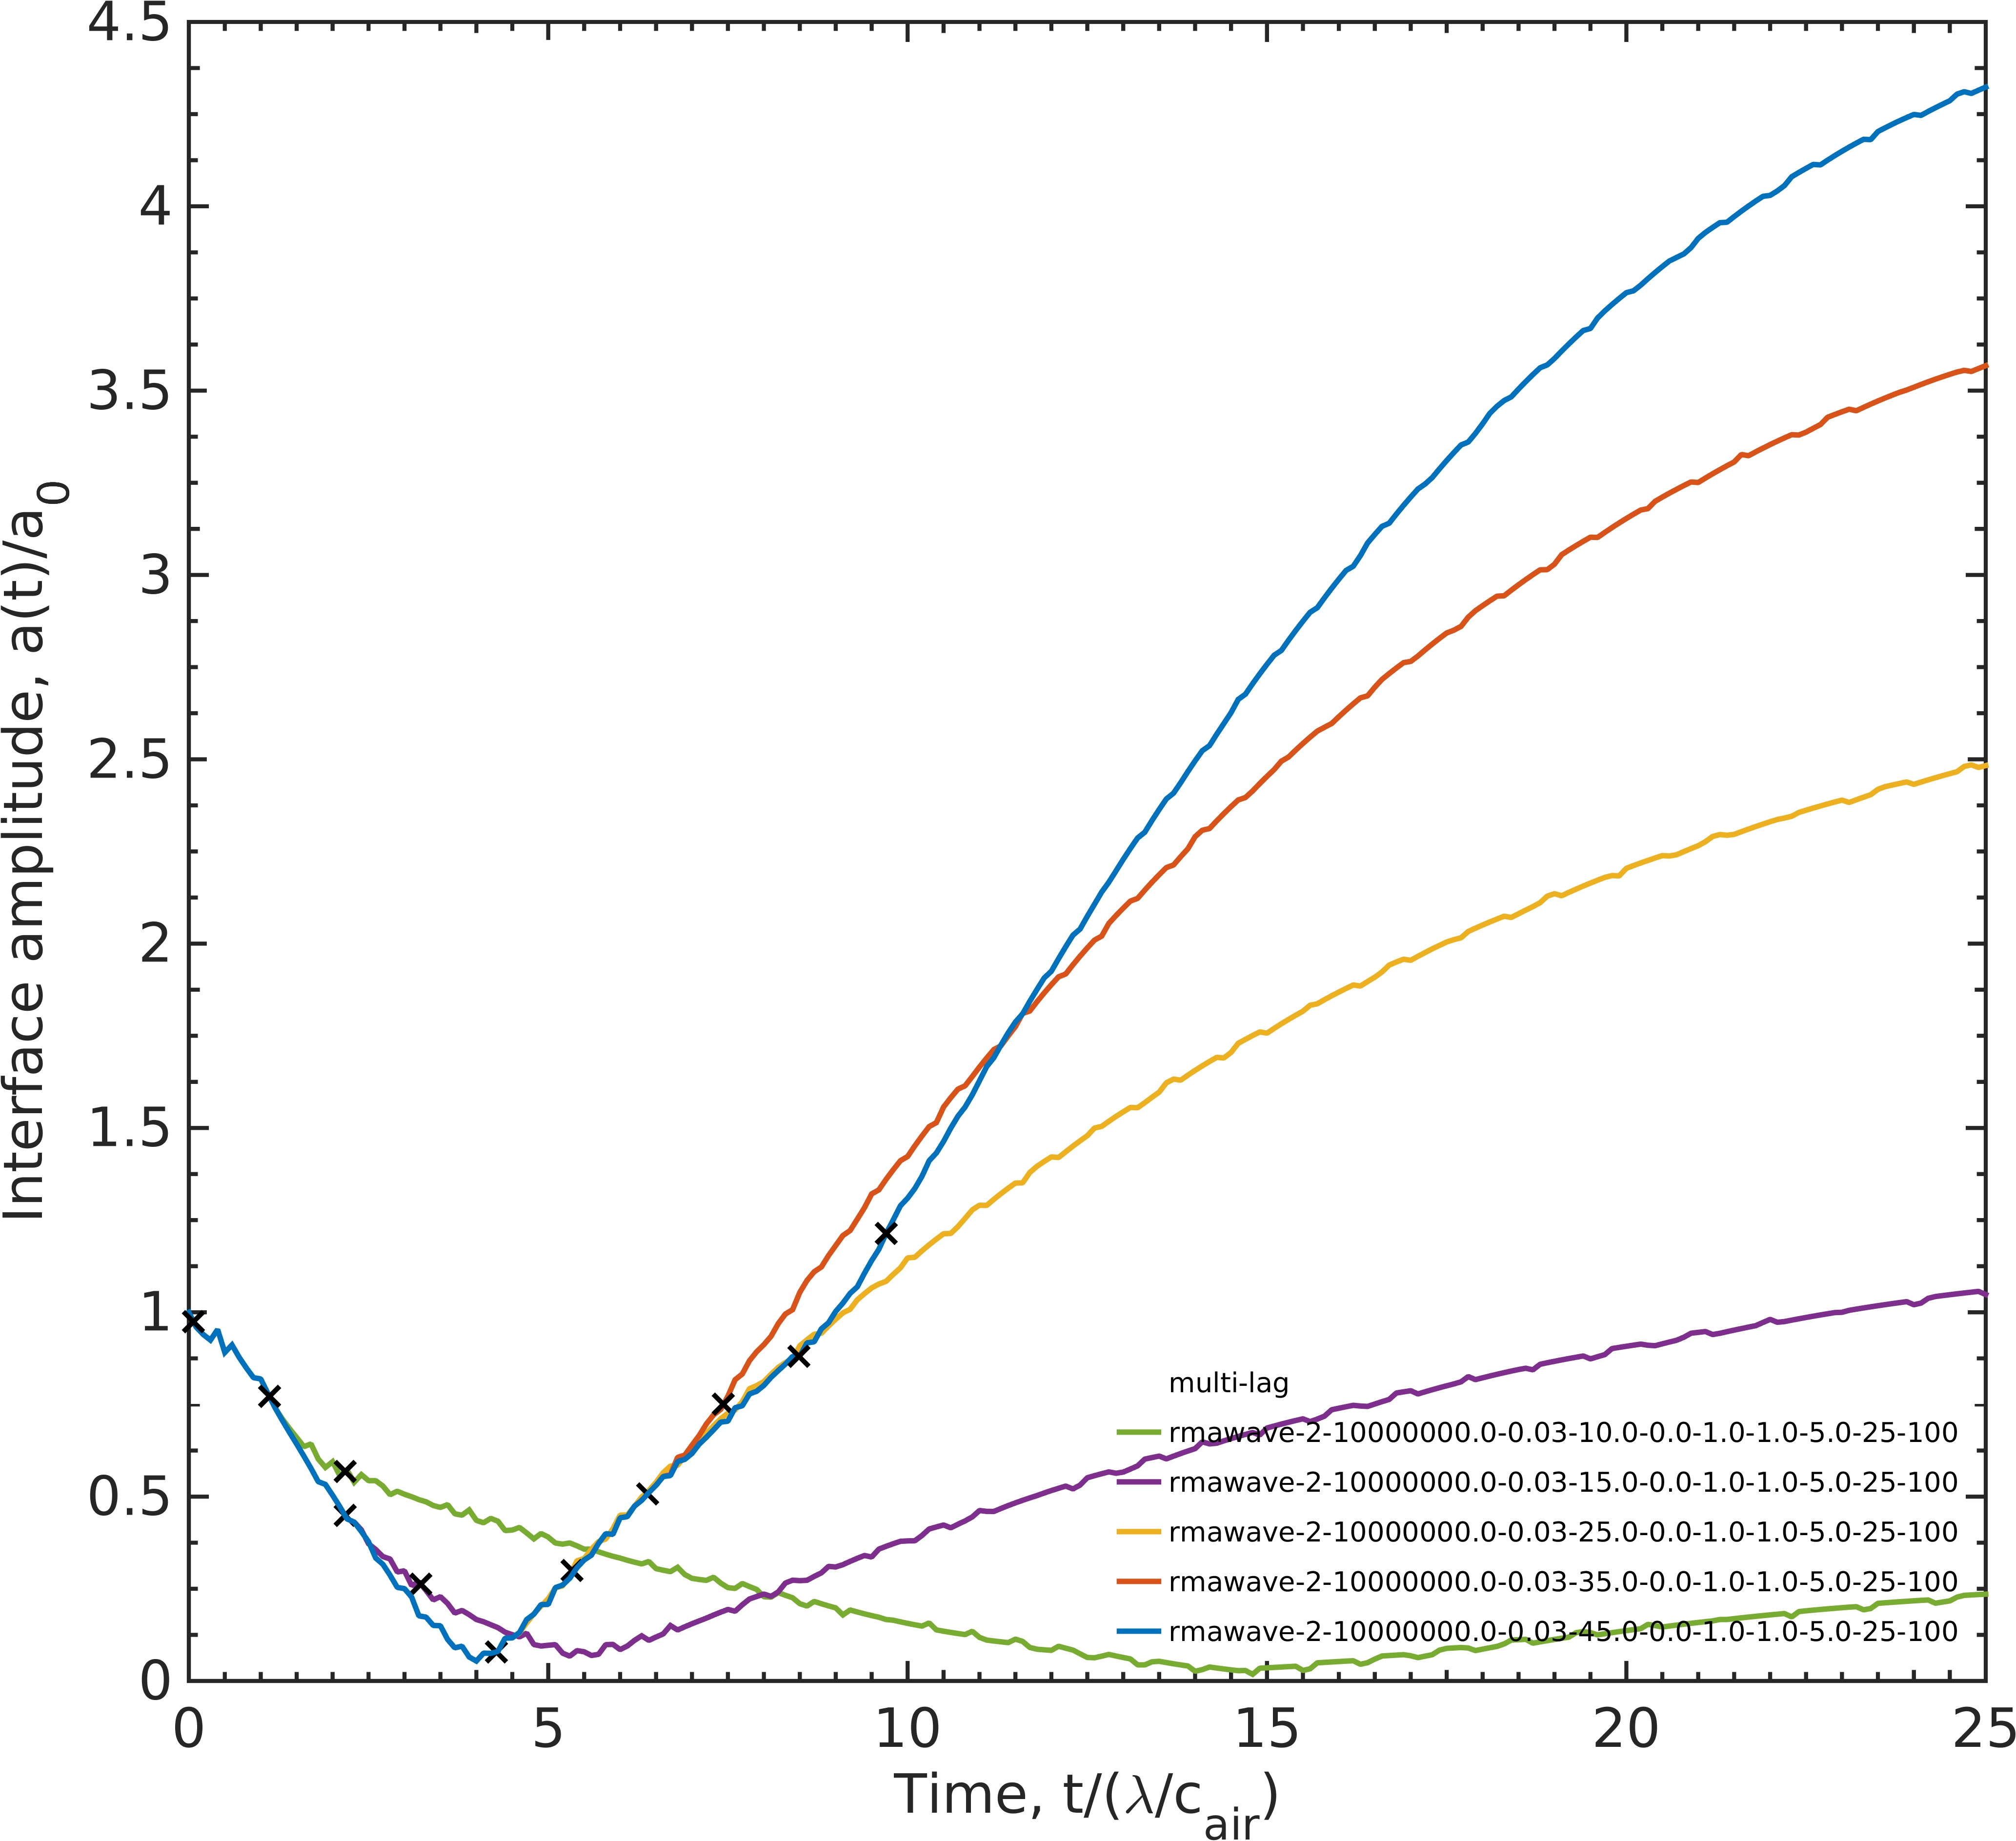 4.5
4
3.5
3
2.5
2
1.5
1
0.5
0
Interface amplitude, a(t)/a0
multi-lag
rmawave-2-10000000.0-0.03-10.0-0.0-1.0-1.0-5.0-25-100
rmawave-2-10000000.0-0.03-15.0-0.0-1.0-1.0-5.0-25-100
rmawave-2-10000000.0-0.03-25.0-0.0-1.0-1.0-5.0-25-100
rmawave-2-10000000.0-0.03-35.0-0.0-1.0-1.0-5.0-25-100
rmawave-2-10000000.0-0.03-45.0-0.0-1.0-1.0-5.0-25-100
0 5 10 15 20 25
Time, t/(λ/cair)